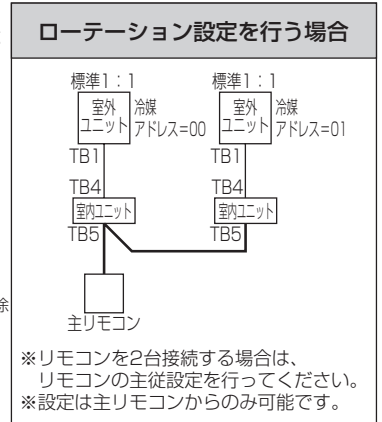 ローテーション設定を行う場合
標準1：1 標準1：1
室外 冷媒 室外 冷媒
ユニット アドレス=00 ユニット アドレス=01
TB1 TB1
TB4 TB4
室内ユニット 室内ユニット
TB5 TB5
除
主リモコン
※リモコンを2台接続する場合は、
リモコンの主従設定を行ってください。
※設定は主リモコンからのみ可能です。